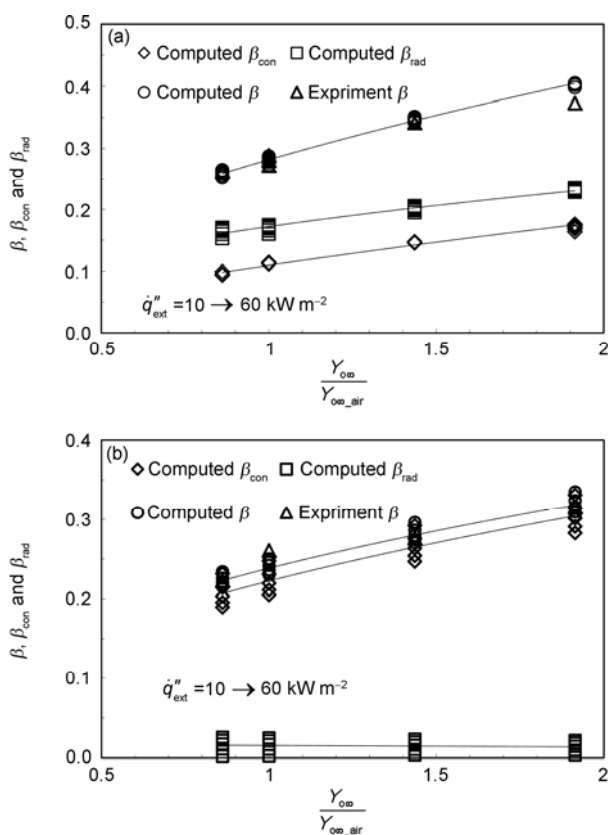 (a)
◇ Computed βcon □ Computed βrad
○ Computed β △ Expriment β
β, βcon and βrad
0.5
0.4
0.3
0.2
0.1
0.0
q̇″ext =10 → 60 kW m−2
0.5 1 1.5 2
Yo∞
Yo∞_air
(b)
◇ Computed βcon □ Computed βrad
○ Computed β △ Expriment β
β, βcon and βrad
0.4
0.3
0.2
0.1
0.0
q̇″ext =10 → 60 kW m−2
0.5 1 1.5 2
Yo∞
Yo∞_air